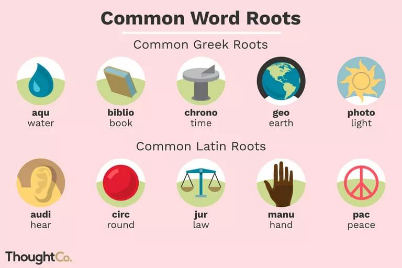 Common Word Roots
Common Greek Roots
aqu biblio chrono geo photo
water book time earth light
Common Latin Roots
audi circ jur manu pac
hear round law hand peace
ThoughtCo.